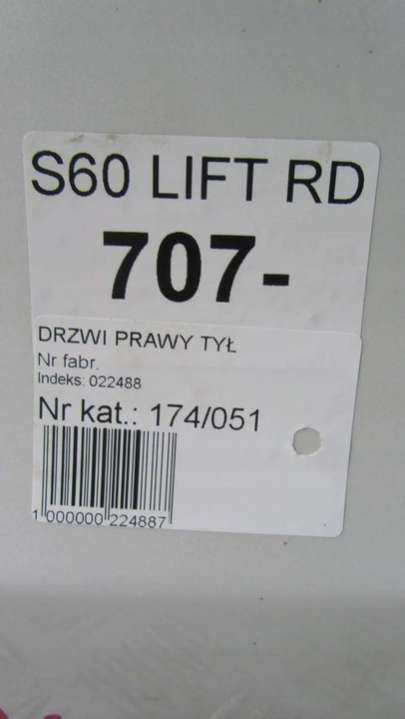 S60 LIFT RD
707-
DRZWI PRAWY TYŁ
Nr fabr.
Indeks: 022488
Nr kat.: 174/051
1 000000 224887